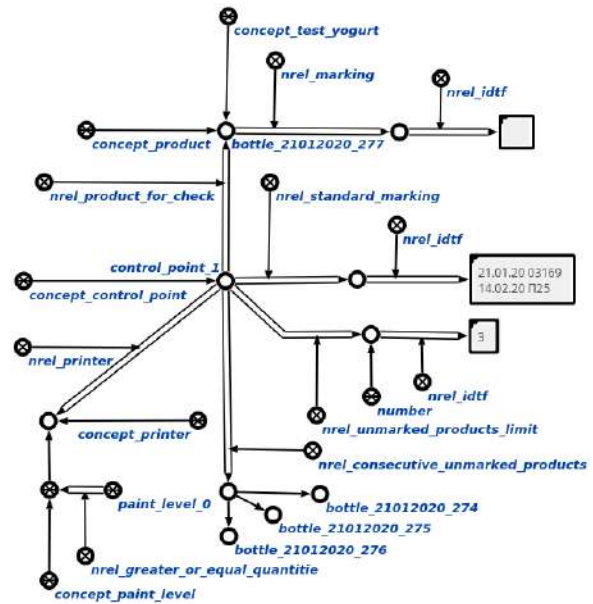 concept_test_yogurt
nrel_marking
nrel_idtf
concept_product
bottle_21012020_277
nrel_product_for_check
nrel_standard_marking
nrel_idtf
control_point_1
21.01.20 03169
14.02.20 П25
concept_control_point
nrel_printer
3
nrel_idtf
number
nrel_unmarked_products_limit
concept_printer
nrel_consecutive_unmarked_products
paint_level_0
bottle_21012020_274
bottle_21012020_275
bottle_21012020_276
nrel_greater_or_equal_quantitie
concept_paint_level